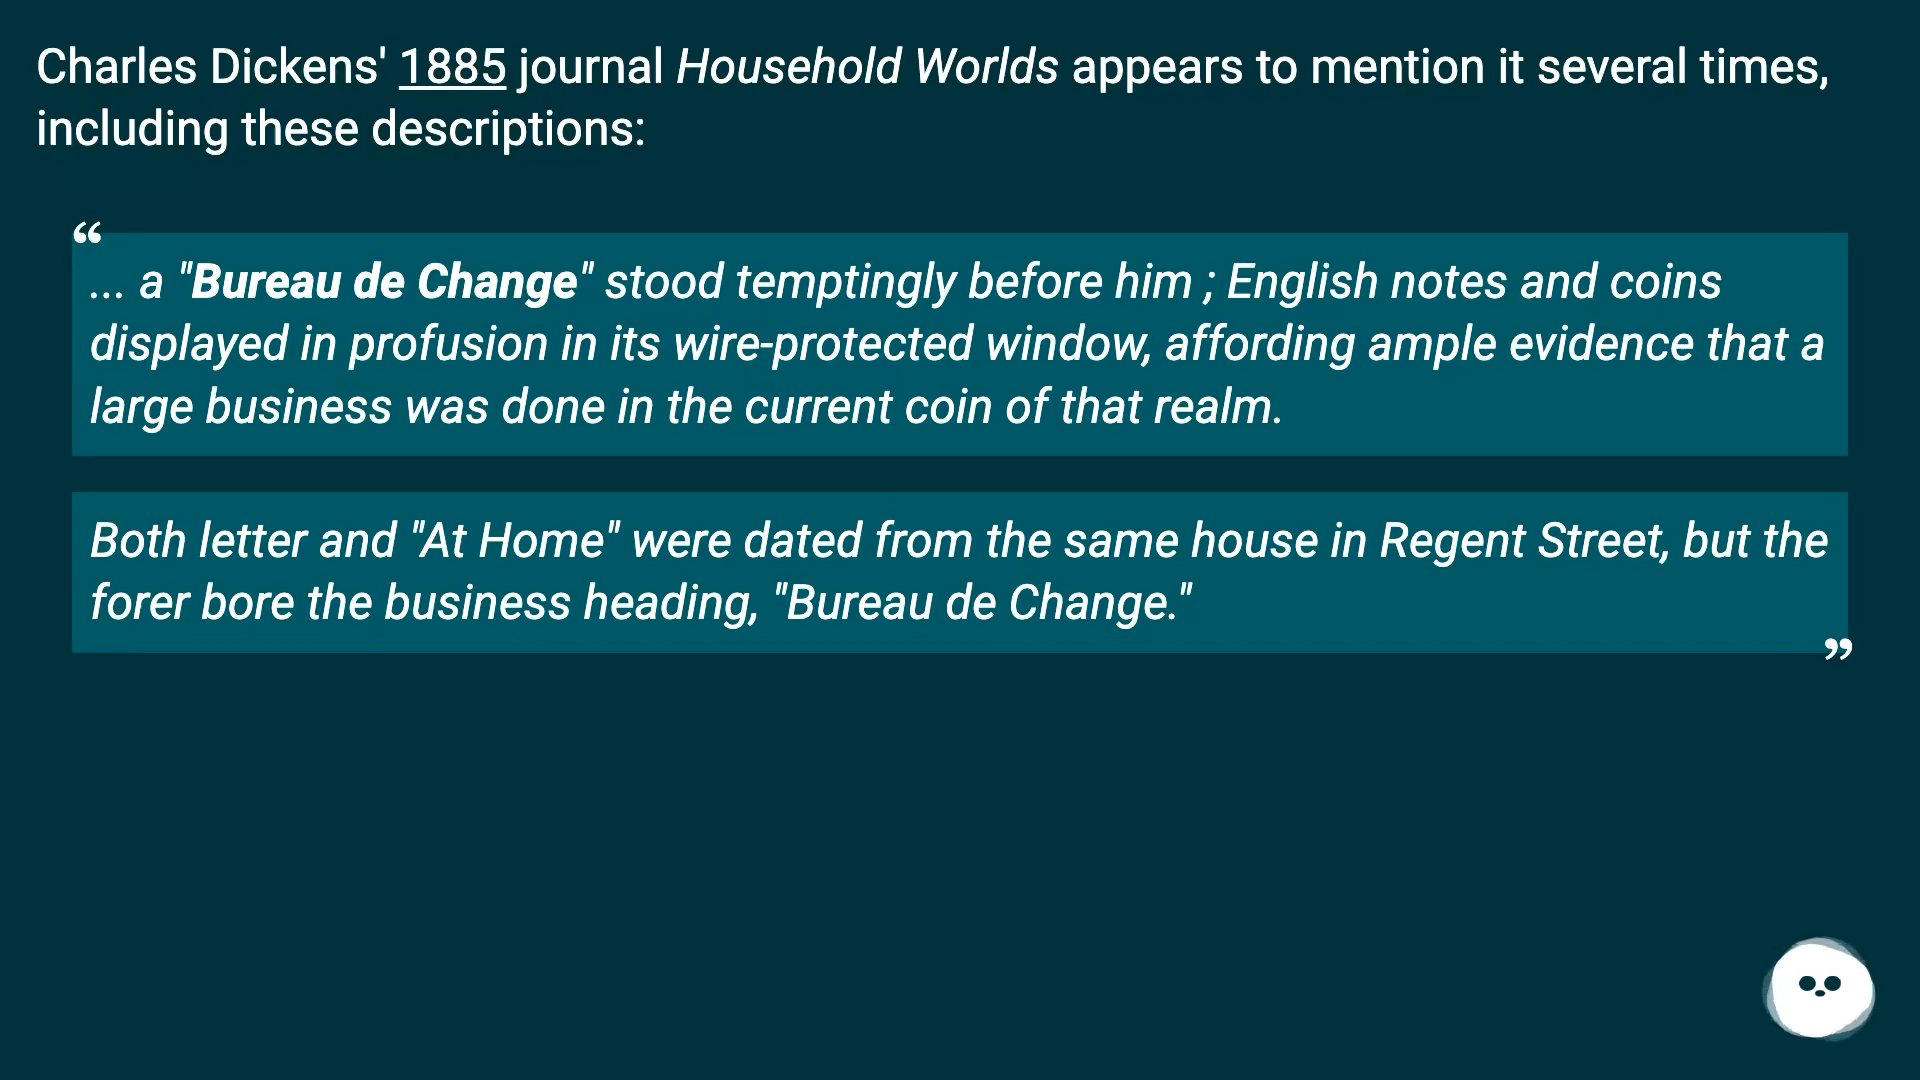 Charles Dickens' 1885 journal Household Worlds appears to mention it several times,
including these descriptions:
“
... a "Bureau de Change" stood temptingly before him ; English notes and coins
displayed in profusion in its wire-protected window, affording ample evidence that a
large business was done in the current coin of that realm.
Both letter and "At Home" were dated from the same house in Regent Street, but the
forer bore the business heading, "Bureau de Change."
”